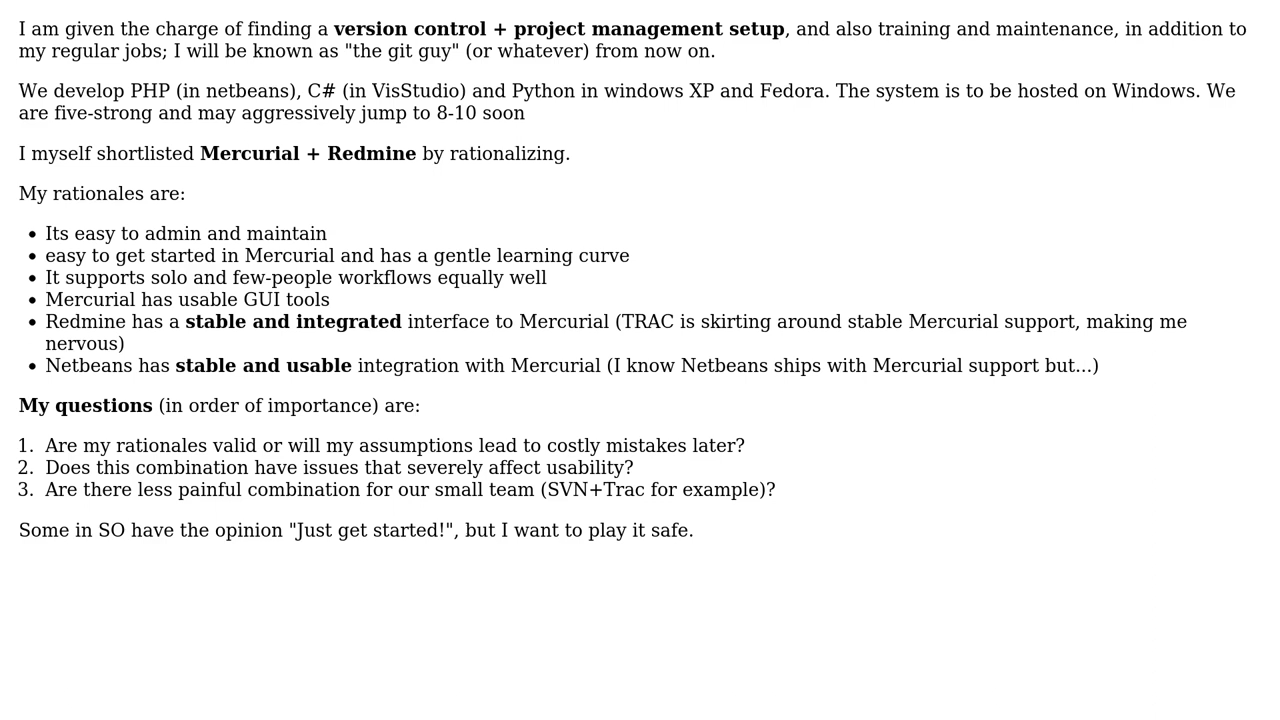 I am given the charge of finding a version control + project management setup, and also training and maintenance, in addition to
my regular jobs; I will be known as "the git guy" (or whatever) from now on.
We develop PHP (in netbeans), C# (in VisStudio) and Python in windows XP and Fedora. The system is to be hosted on Windows. We
are five-strong and may aggressively jump to 8-10 soon
I myself shortlisted Mercurial + Redmine by rationalizing.
My rationales are:
• Its easy to admin and maintain
• easy to get started in Mercurial and has a gentle learning curve
• It supports solo and few-people workflows equally well
• Mercurial has usable GUI tools
• Redmine has a stable and integrated interface to Mercurial (TRAC is skirting around stable Mercurial support, making me
nervous)
• Netbeans has stable and usable integration with Mercurial (I know Netbeans ships with Mercurial support but...)
My questions (in order of importance) are:
1. Are my rationales valid or will my assumptions lead to costly mistakes later?
2. Does this combination have issues that severely affect usability?
3. Are there less painful combination for our small team (SVN+Trac for example)?
Some in SO have the opinion "Just get started!", but I want to play it safe.